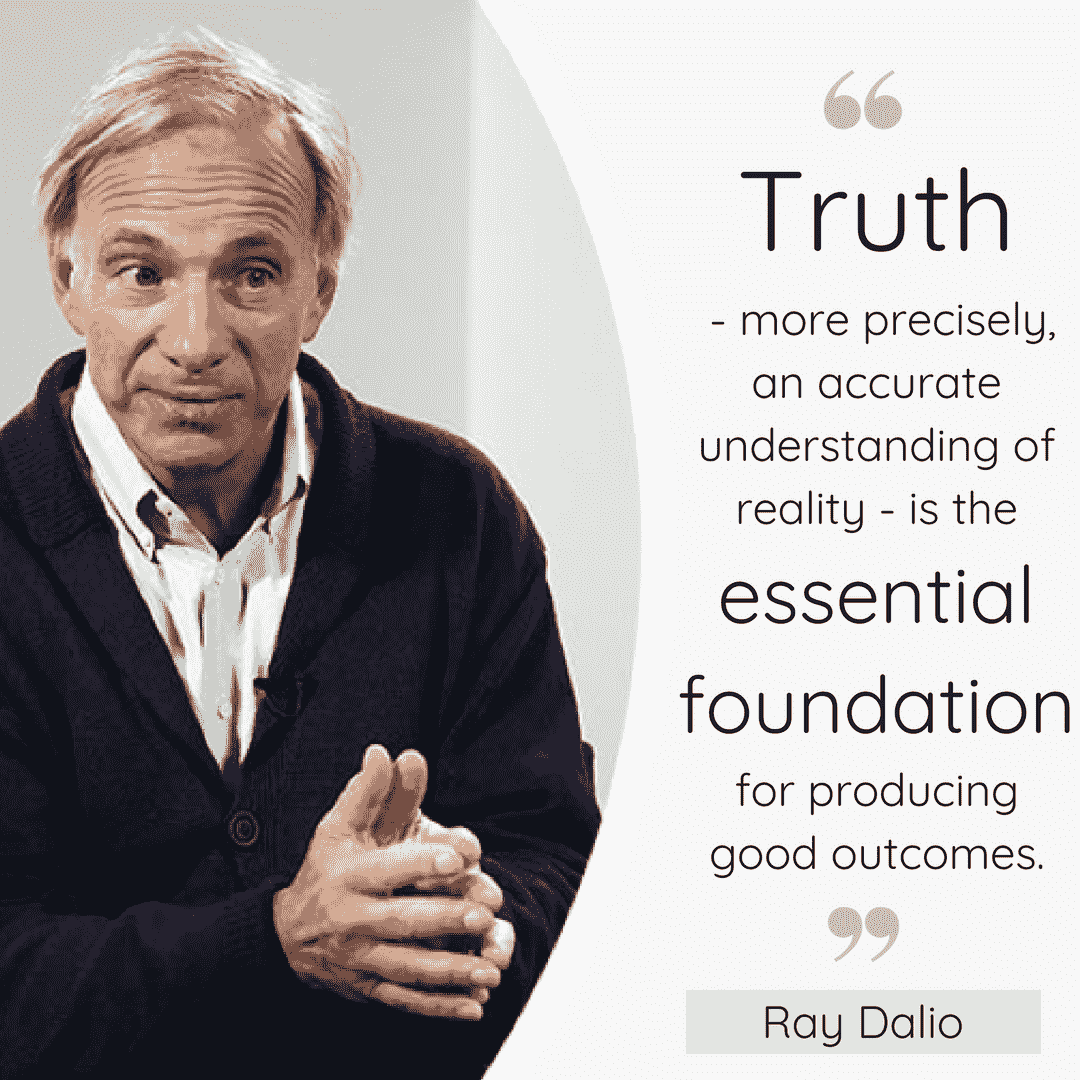 “
Truth
- more precisely,
an accurate
understanding of
reality - is the
essential
foundation
for producing
good outcomes.
”
Ray Dalio